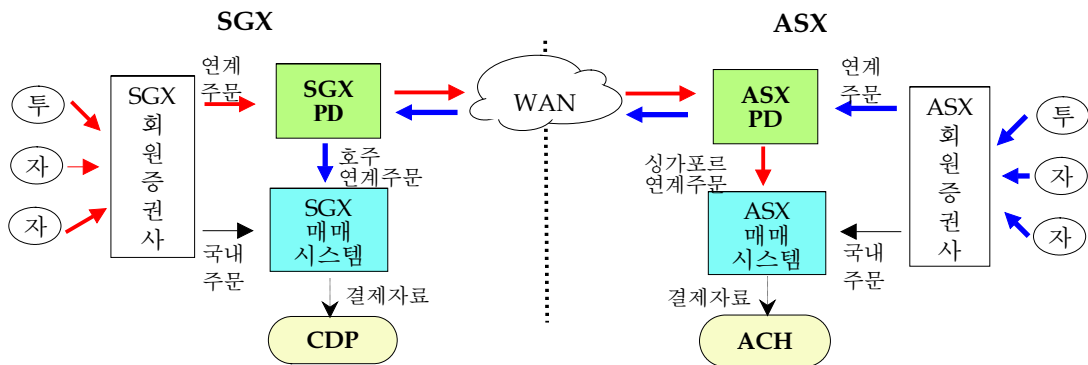 SGX
ASX
투
자
자
SGX
회
원
증
권
사
연계
주문
국내
주문
SGX
PD
호주
연계주문
SGX
매매
시스템
결제자료
CDP
WAN
ASX
PD
싱가포르
연계주문
ASX
매매
시스템
결제자료
ACH
연계
주문
국내
주문
ASX
회
원
증
권
사
투
자
자